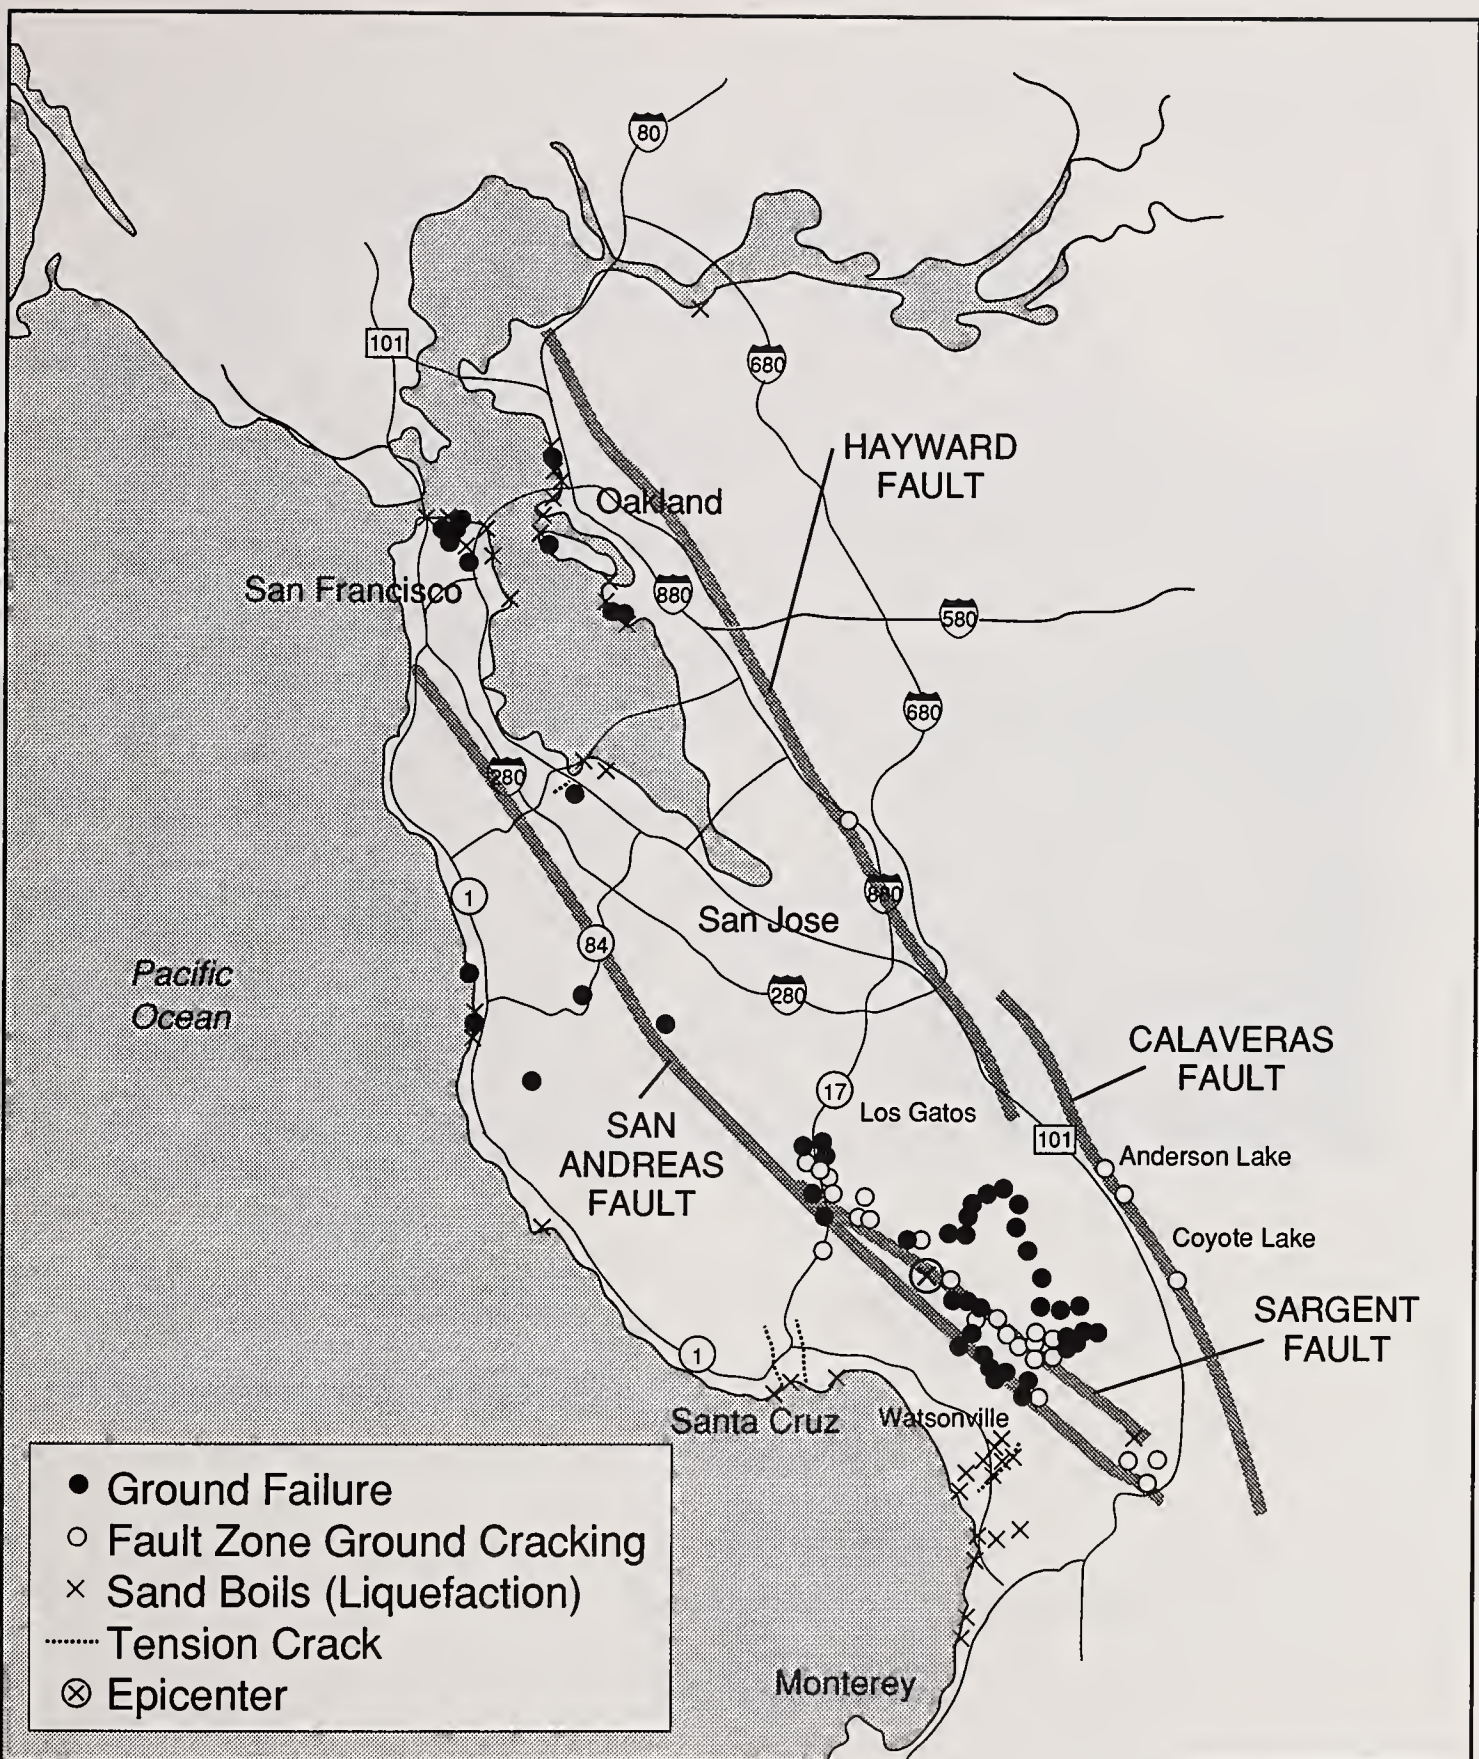 80
101
680
HAYWARD
FAULT
Oakland
San Francisco
880
580
680
280
1
880
San Jose
84
280
Pacific
Ocean
CALAVERAS
FAULT
17
Los Gatos
SAN
ANDREAS
FAULT
101
Anderson Lake
Coyote Lake
SARGENT
FAULT
1
Santa Cruz
Watsonville
Ground Failure
Fault Zone Ground Cracking
Sand Boils (Liquefaction)
Tension Crack
Epicenter
Monterey